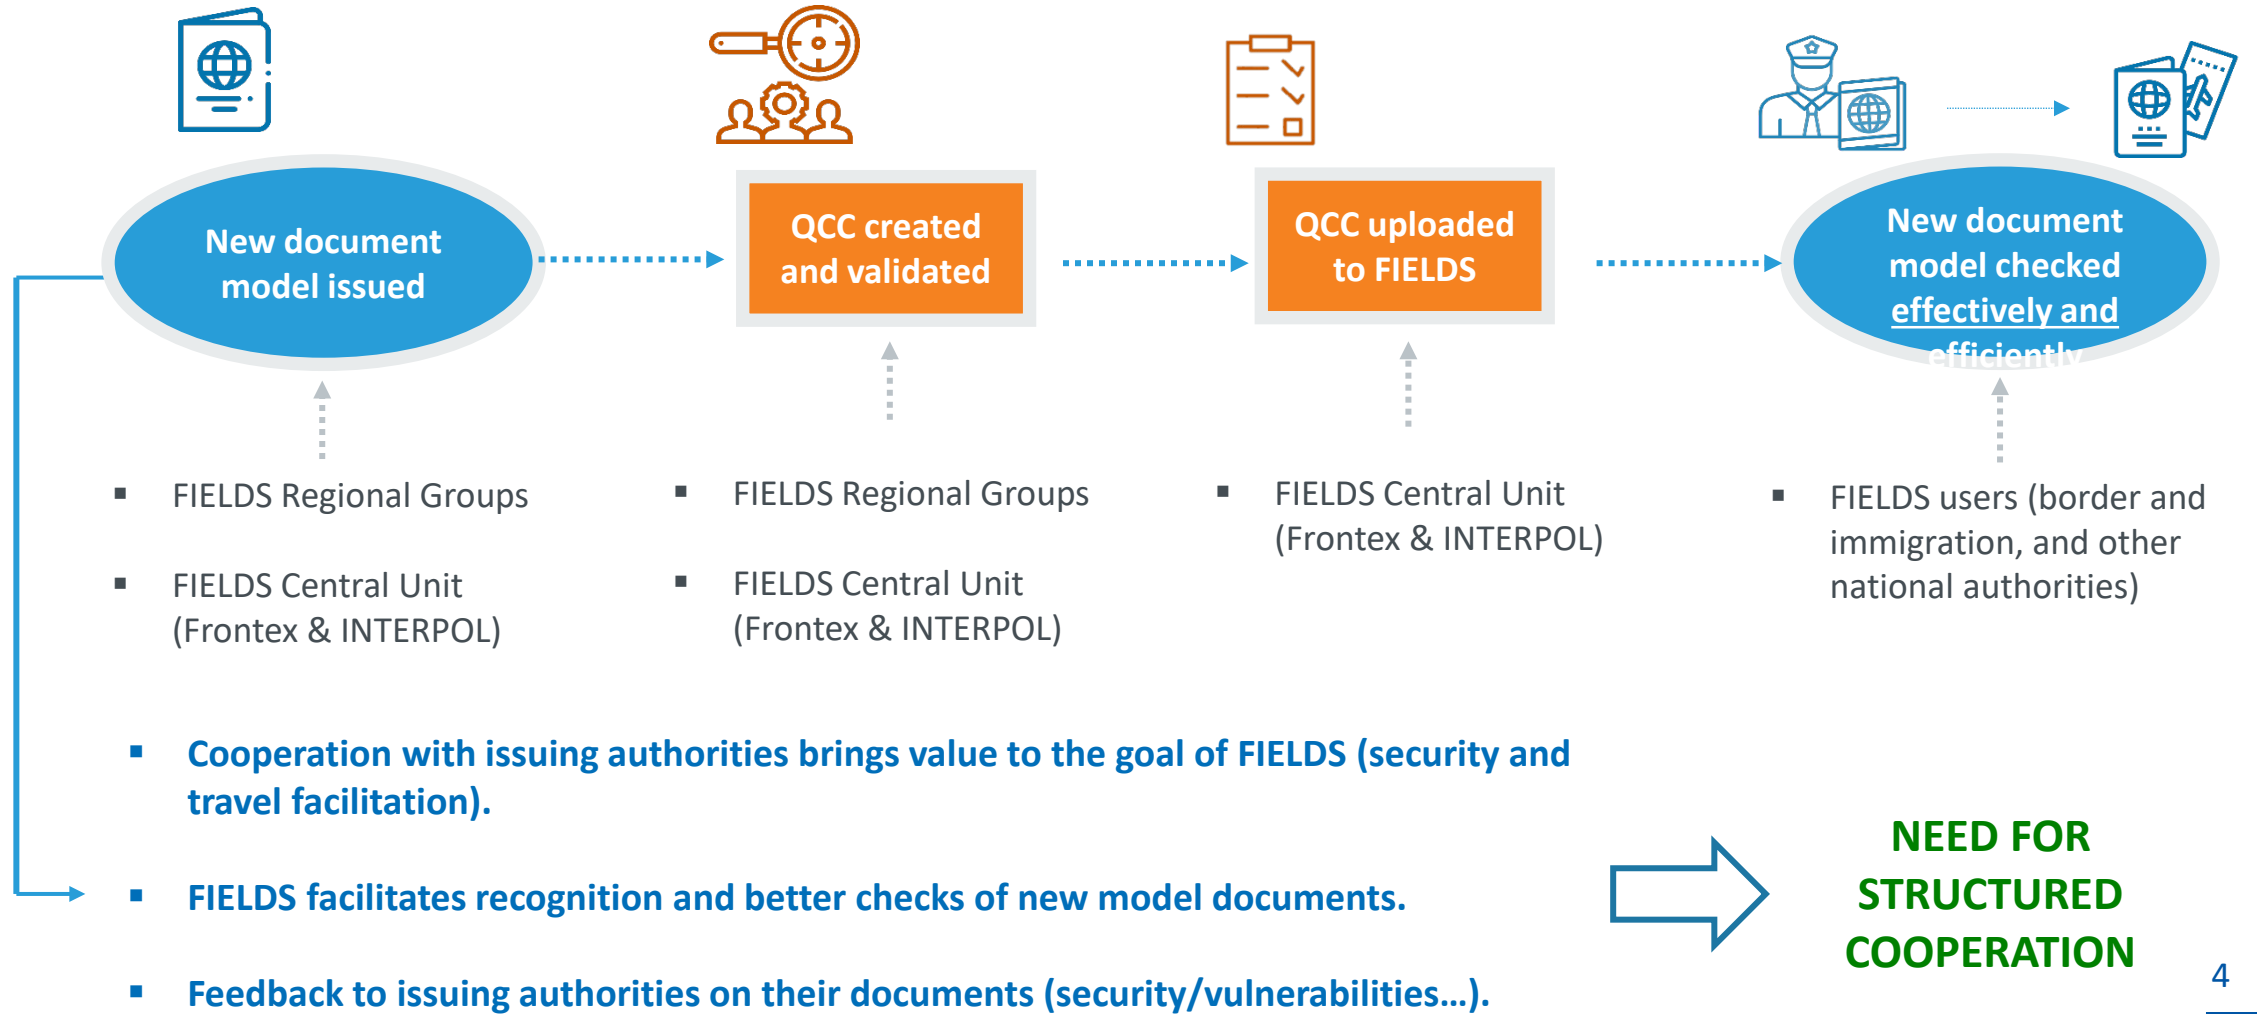 New document
model issued
QCC created
and validated
QCC uploaded
to FIELDS
New document
model checked
effectively and
efficiently
▪ FIELDS Regional Groups
▪ FIELDS Central Unit
(Frontex & INTERPOL)
▪ FIELDS Regional Groups
▪ FIELDS Central Unit
(Frontex & INTERPOL)
▪ FIELDS Central Unit
(Frontex & INTERPOL)
▪ FIELDS users (border and
immigration, and other
national authorities)
▪ Cooperation with issuing authorities brings value to the goal of FIELDS (security and
travel facilitation).
▪ FIELDS facilitates recognition and better checks of new model documents.
▪ Feedback to issuing authorities on their documents (security/vulnerabilities…).
NEED FOR
STRUCTURED
COOPERATION
4